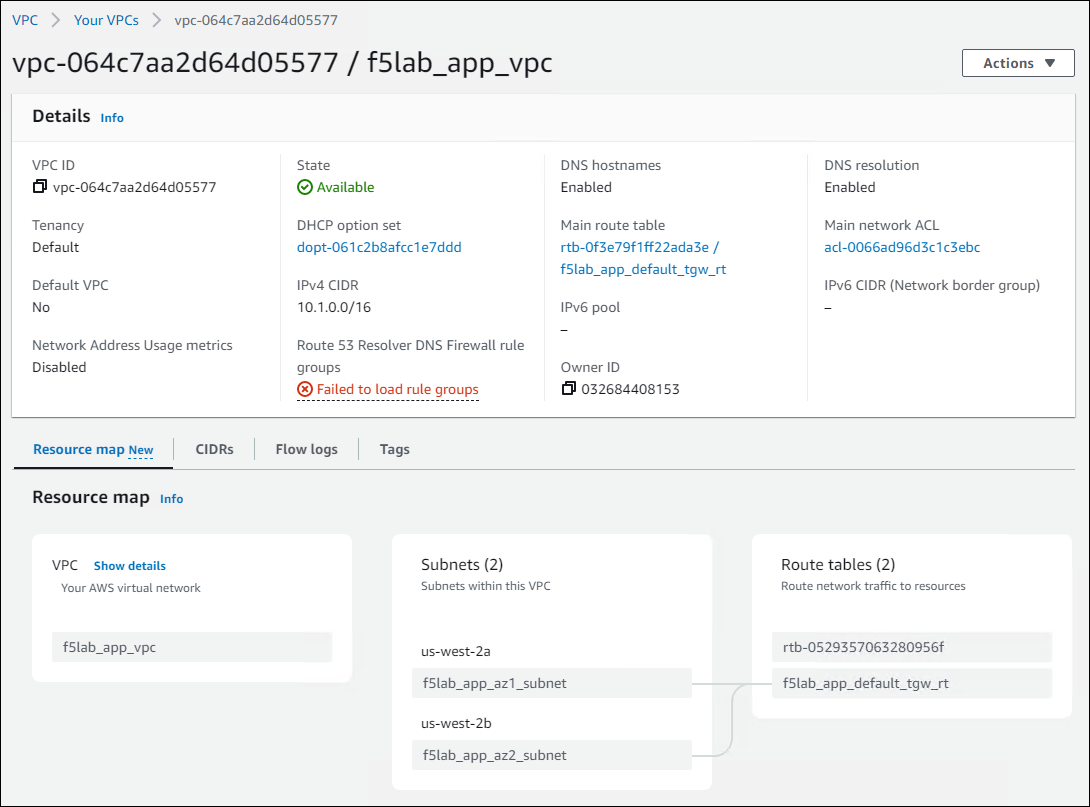 VPC > Your VPCs > vpc-064c7aa2d64d05577
vpc-064c7aa2d64d05577 / f5lab_app_vpc
Actions ▼
Details Info
VPC ID
vpc-064c7aa2d64d05577
State
Available
DNS hostnames
Enabled
DNS resolution
Enabled
Tenancy
Default
DHCP option set
dopt-061c2b8afcc1e7ddd
Main route table
rtb-0f3e79f1ff22ada3e /
f5lab_app_default_tgw_rt
Main network ACL
acl-0066ad96d3c1c3ebc
Default VPC
No
IPv4 CIDR
10.1.0.0/16
IPv6 pool
–
IPv6 CIDR (Network border group)
–
Network Address Usage metrics
Disabled
Route 53 Resolver DNS Firewall rule
groups
Failed to load rule groups
Owner ID
032684408153
Resource map New
CIDRs
Flow logs
Tags
Resource map Info
VPC Show details
Your AWS virtual network
f5lab_app_vpc
Subnets (2)
Subnets within this VPC
us-west-2a
f5lab_app_az1_subnet
us-west-2b
f5lab_app_az2_subnet
Route tables (2)
Route network traffic to resources
rtb-0529357063280956f
f5lab_app_default_tgw_rt